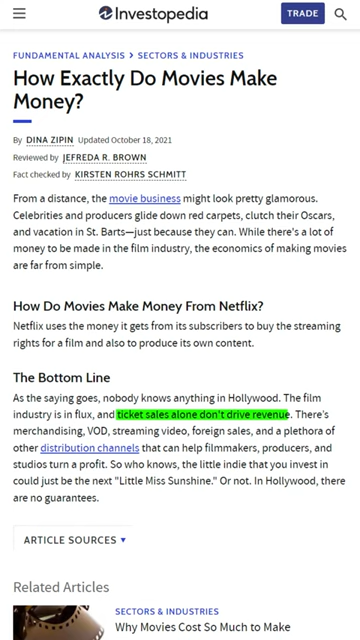 Investopedia
TRADE
FUNDAMENTAL ANALYSIS > SECTORS & INDUSTRIES
How Exactly Do Movies Make
Money?
By DINA ZIPIN Updated October 18, 2021
Reviewed by JEFREDA R. BROWN
Fact checked by KIRSTEN ROHRS SCHMITT
From a distance, the movie business might look pretty glamorous.
Celebrities and producers glide down red carpets, clutch their Oscars,
and vacation in St. Barts—just because they can. While there's a lot of
money to be made in the film industry, the economics of making movies
are far from simple.
How Do Movies Make Money From Netflix?
Netflix uses the money it gets from its subscribers to buy the streaming
rights for a film and also to produce its own content.
The Bottom Line
As the saying goes, nobody knows anything in Hollywood. The film
industry is in flux, and ticket sales alone don't drive revenue. There's
merchandising, VOD, streaming video, foreign sales, and a plethora of
other distribution channels that can help filmmakers, producers, and
studios turn a profit. So who knows, the little indie that you invest in
could just be the next "Little Miss Sunshine." Or not. In Hollywood, there
are no guarantees.
ARTICLE SOURCES ▼
Related Articles
SECTORS & INDUSTRIES
Why Movies Cost So Much to Make